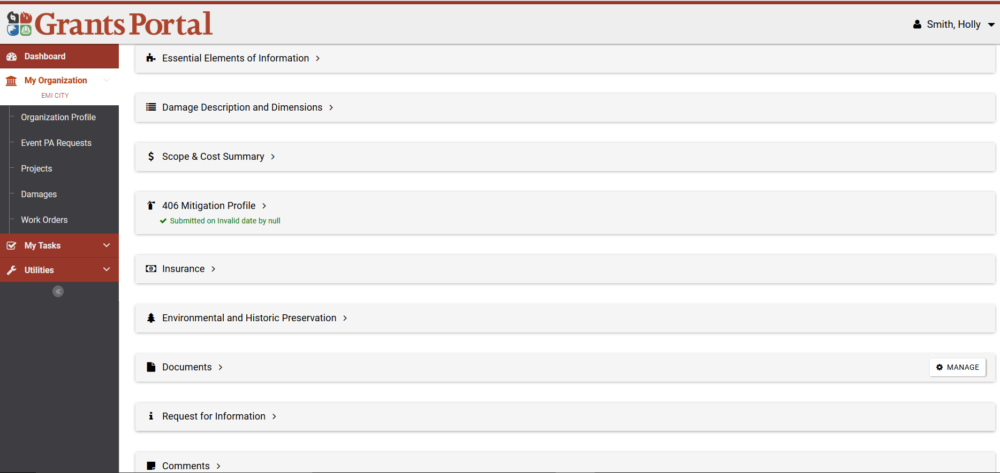 Grants Portal
Smith, Holly
Dashboard
My Organization
EMI CITY
Organization Profile
Event PA Requests
Projects
Damages
Work Orders
My Tasks
Utilities
Essential Elements of Information
Damage Description and Dimensions
Scope & Cost Summary
406 Mitigation Profile
Submitted on Invalid date by null
Insurance
Environmental and Historic Preservation
Documents
MANAGE
Request for Information
Comments